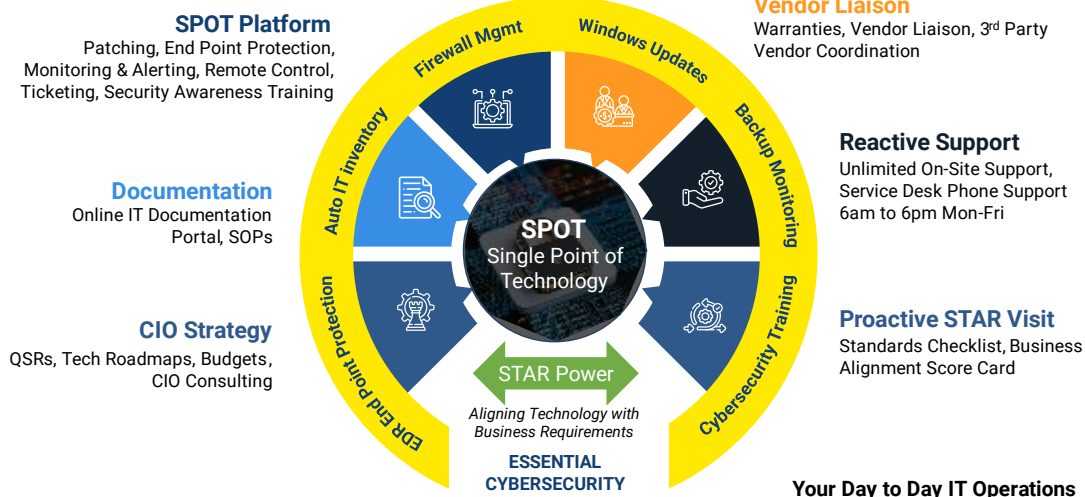 SPOT Platform
Patching, End Point Protection,
Monitoring & Alerting, Remote Control,
Ticketing, Security Awareness Training
Documentation
Online IT Documentation
Portal, SOPs
CIO Strategy
QSRs, Tech Roadmaps, Budgets,
CIO Consulting
EDR End Point Protection
Auto IT inventory
Firewall Mgmt
Windows Updates
Backup Monitoring
Cybersecurity Training
SPOT
Single Point of
Technology
STAR Power
Aligning Technology with
Business Requirements
ESSENTIAL
CYBERSECURITY
Vendor Liaison
Warranties, Vendor Liaison, 3rd Party
Vendor Coordination
Reactive Support
Unlimited On-Site Support,
Service Desk Phone Support
6am to 6pm Mon-Fri
Proactive STAR Visit
Standards Checklist, Business
Alignment Score Card
Your Day to Day IT Operations